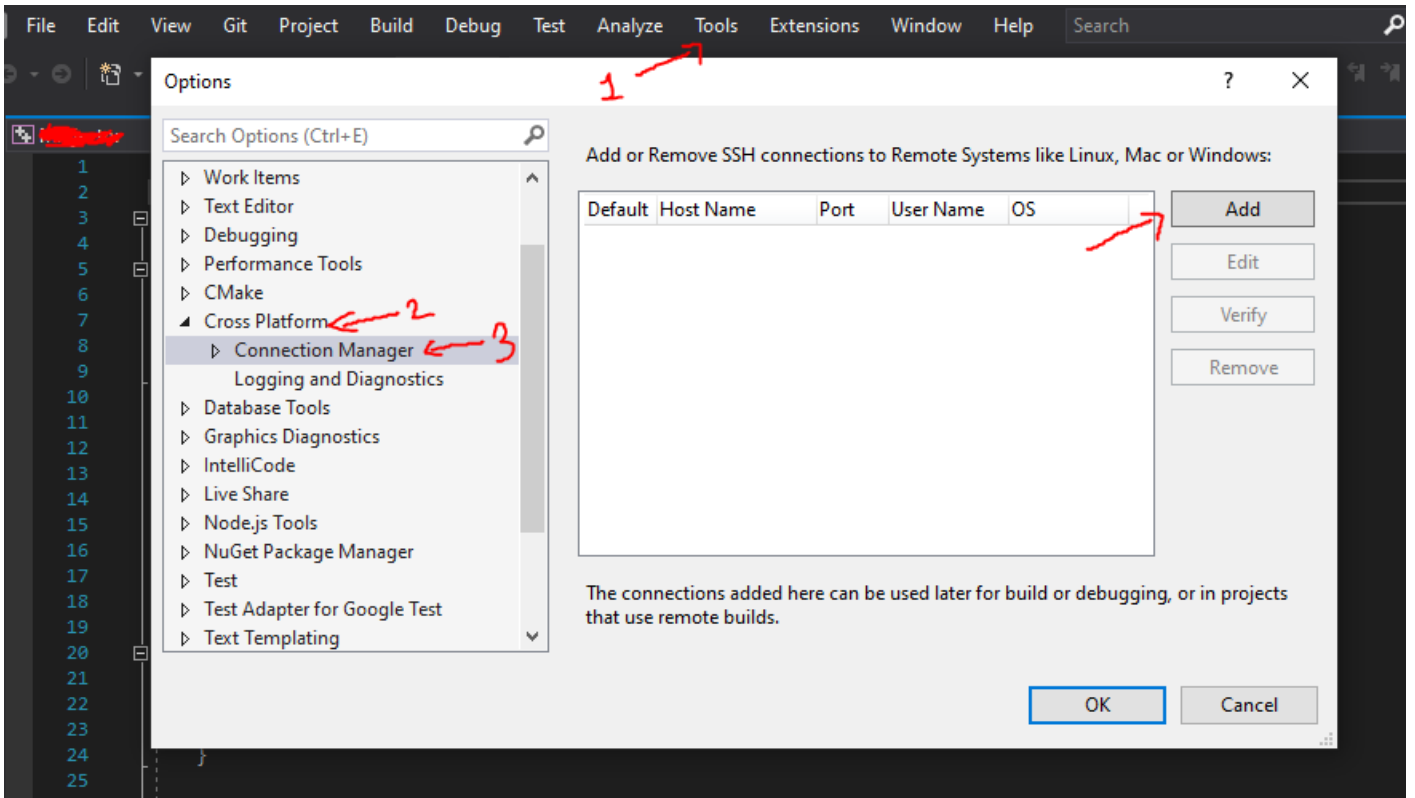 File Edit View Git Project Build Debug Test Analyze Tools Extensions Window Help Search
1
Options
Search Options (Ctrl+E)
Work Items
Text Editor
Debugging
Performance Tools
CMake
Cross Platform 2
Connection Manager 3
Logging and Diagnostics
Database Tools
Graphics Diagnostics
IntelliCode
Live Share
Node.js Tools
NuGet Package Manager
Test
Test Adapter for Google Test
Text Templating
Add or Remove SSH connections to Remote Systems like Linux, Mac or Windows:
Default Host Name Port User Name OS
Add
Edit
Verify
Remove
The connections added here can be used later for build or debugging, or in projects
that use remote builds.
OK Cancel
1
2
3
4
5
6
7
8
9
10
11
12
13
14
15
16
17
18
19
20
21
22
23
24 }
25